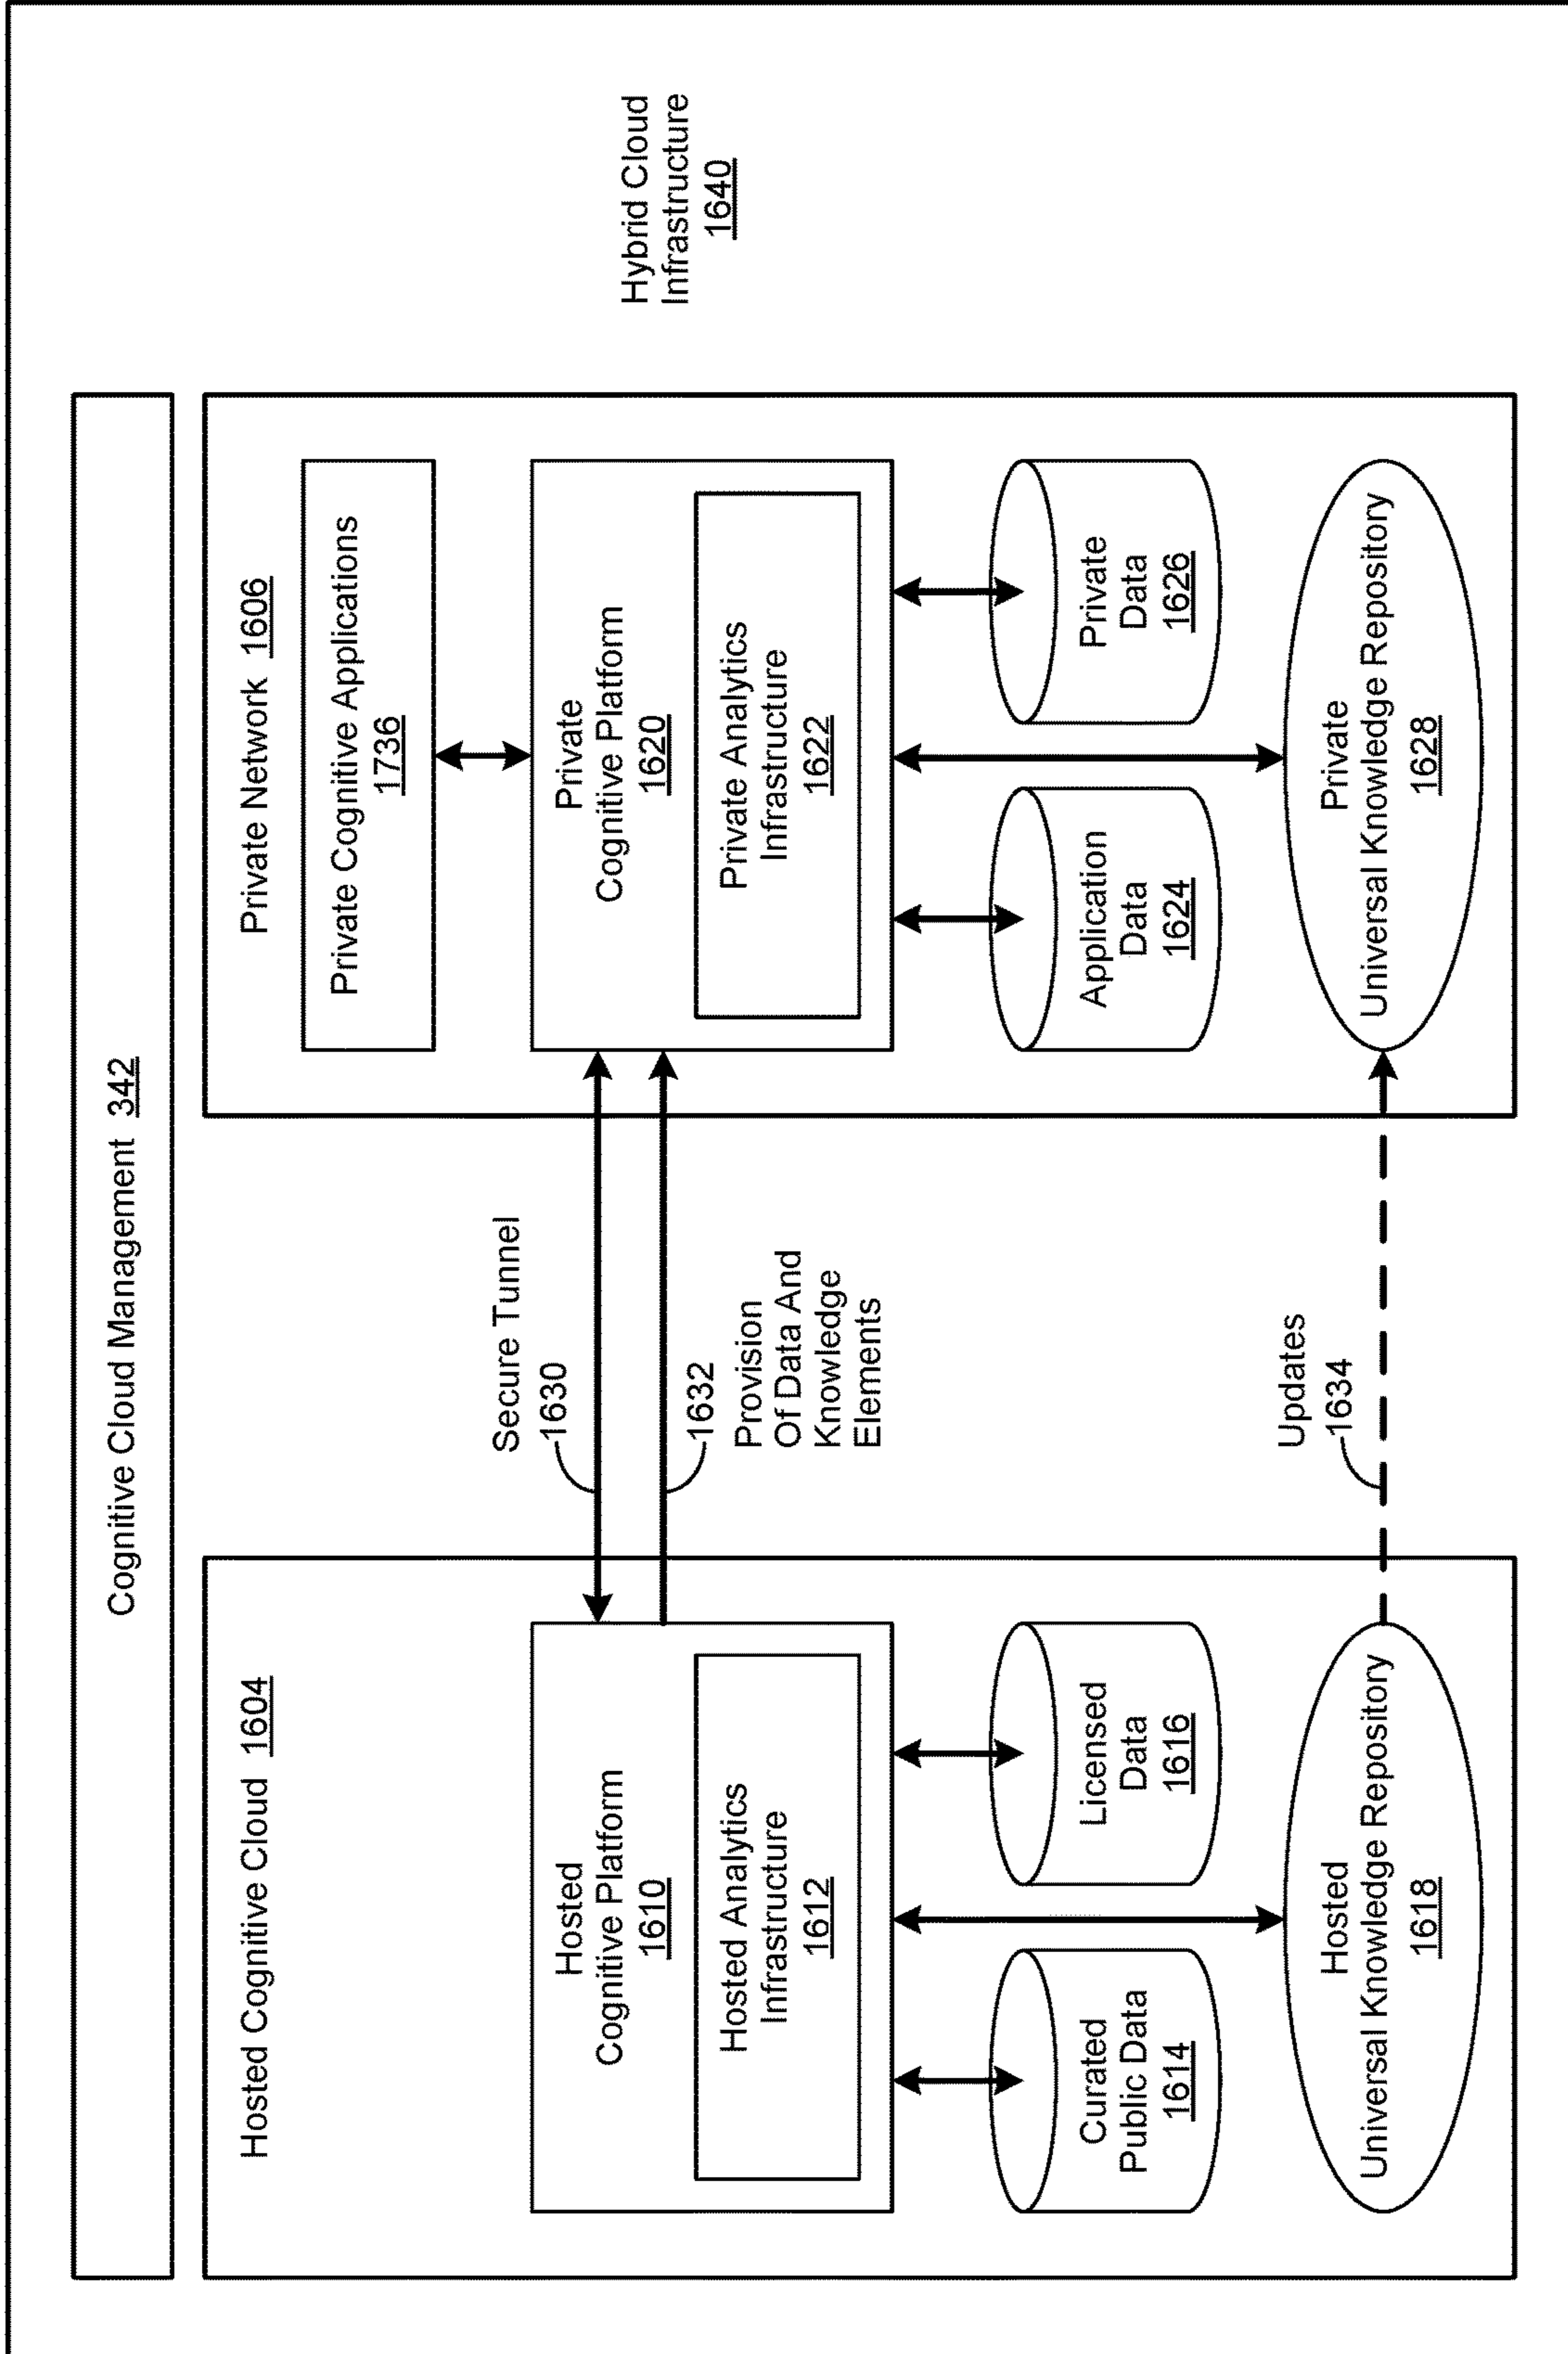 Cognitive Cloud Management 342
Hosted Cognitive Cloud 1604
Hosted
Cognitive Platform
1610
Hosted Analytics
Infrastructure
1612
Curated
Public Data
1614
Licensed
Data
1616
Hosted
Universal Knowledge Repository
1618
Secure Tunnel
1630
1632
Provision
Of Data And
Knowledge
Elements
Updates
1634
Private Network 1606
Private Cognitive Applications
1736
Private
Cognitive Platform
1620
Private Analytics
Infrastructure
1622
Application
Data
1624
Private
Data
1626
Private
Universal Knowledge Repository
1628
Hybrid Cloud
Infrastructure
1640